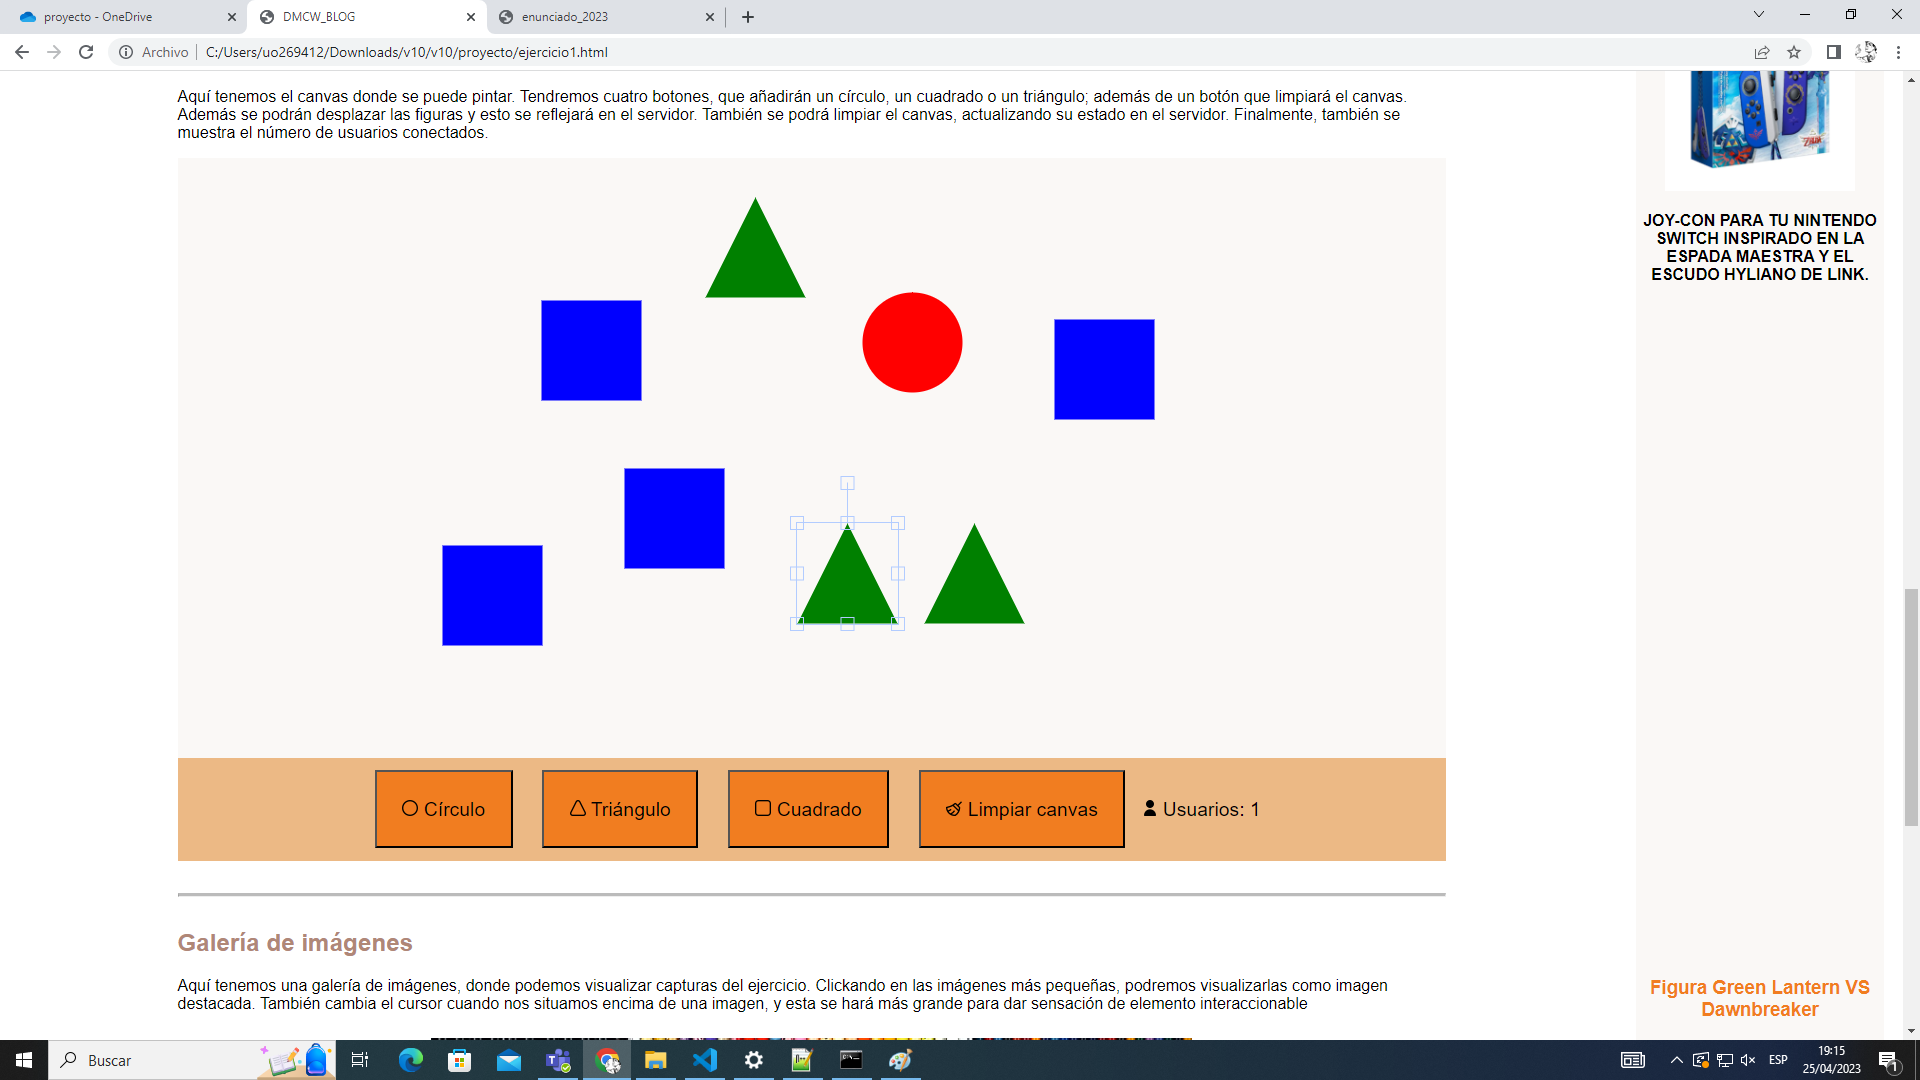 proyecto - OneDrive
DMCW_BLOG
enunciado_2023
Archivo
C:/Users/uo269412/Downloads/v10/v10/proyecto/ejercicio1.html
Aquí tenemos el canvas donde se puede pintar. Tendremos cuatro botones, que añadirán un círculo, un cuadrado o un triángulo; además de un botón que limpiará el canvas.
Además se podrán desplazar las figuras y esto se reflejará en el servidor. También se podrá limpiar el canvas, actualizando su estado en el servidor. Finalmente, también se
muestra el número de usuarios conectados.
Círculo
Triángulo
Cuadrado
Limpiar canvas
Usuarios: 1
Galería de imágenes
Aquí tenemos una galería de imágenes, donde podemos visualizar capturas del ejercicio. Clickando en las imágenes más pequeñas, podremos visualizarlas como imagen
destacada. También cambia el cursor cuando nos situamos encima de una imagen, y esta se hará más grande para dar sensación de elemento interaccionable
JOY-CON PARA TU NINTENDO
SWITCH INSPIRADO EN LA
ESPADA MAESTRA Y EL
ESCUDO HYLIANO DE LINK.
Figura Green Lantern VS
Dawnbreaker
Buscar
ESP
19:15
25/04/2023
1